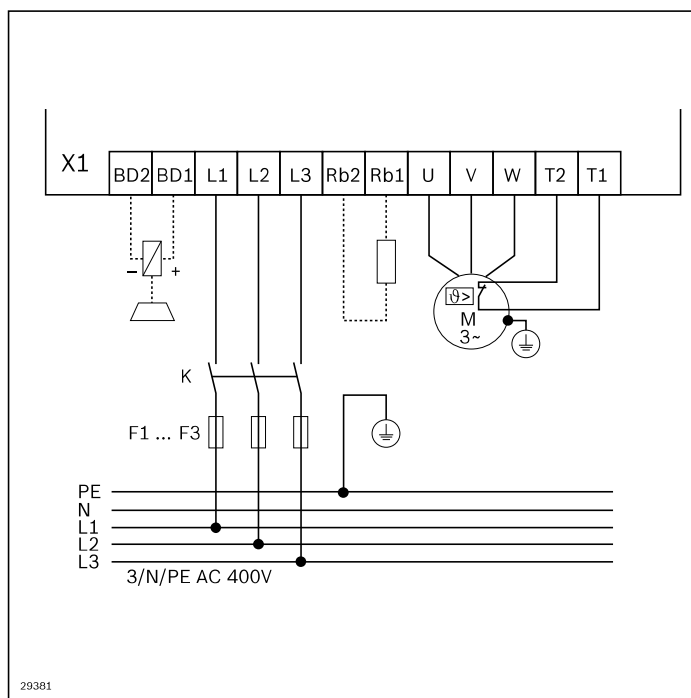 X1
BD2 BD1 L1 L2 L3 Rb2 Rb1 U V W T2 T1
− +
ϑ>
M
3~
K
F1 ... F3
PE
N
L1
L2
L3
3/N/PE AC 400V
29381